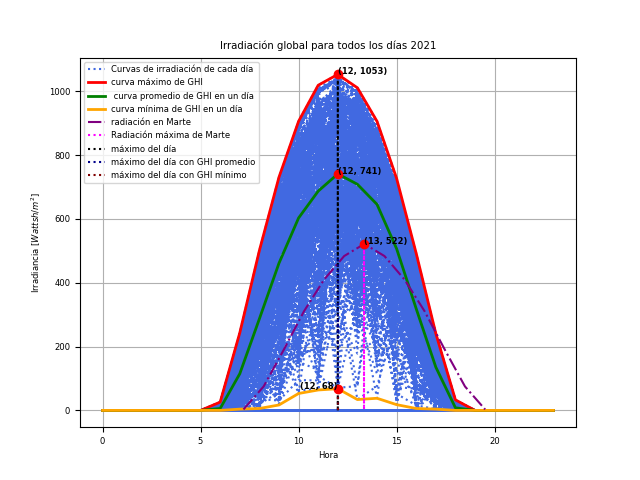 Irradiación global para todos los días 2021
Curvas de irradiación de cada día
curva máximo de GHI
curva promedio de GHI en un día
curva mínima de GHI en un día
radiación en Marte
Radiación máxima de Marte
máximo del día
máximo del día con GHI promedio
máximo del día con GHI mínimo
(12, 1053)
(12, 741)
(13, 522)
(12, 68)
Irradiancia [Wattsh/m²]
1000
800
600
400
200
0
0 5 10 15 20
Hora